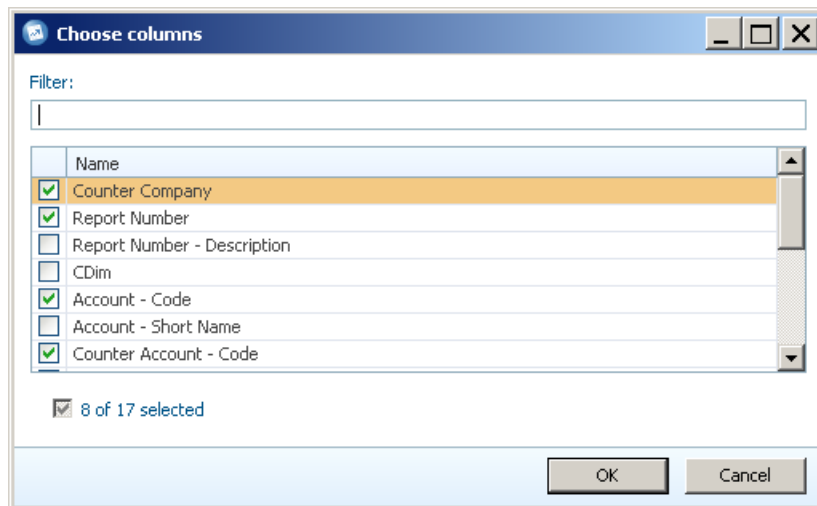 Choose columns
Filter:
Name
Counter Company
Report Number
Report Number - Description
CDim
Account - Code
Account - Short Name
Counter Account - Code
8 of 17 selected
OK Cancel